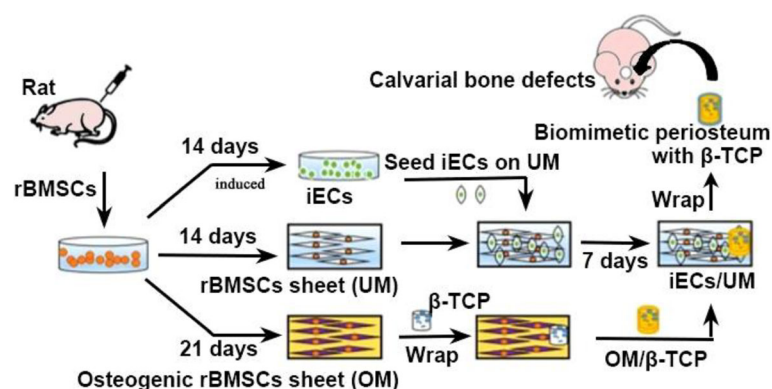 Rat
Calvarial bone defects
Biomimetic periosteum
with β-TCP
14 days
induced
iECs
Seed iECs on UM
Wrap
rBMSCs
14 days
rBMSCs sheet (UM)
7 days
iECs/UM
21 days
Osteogenic rBMSCs sheet (OM)
β-TCP
Wrap
OM/β-TCP